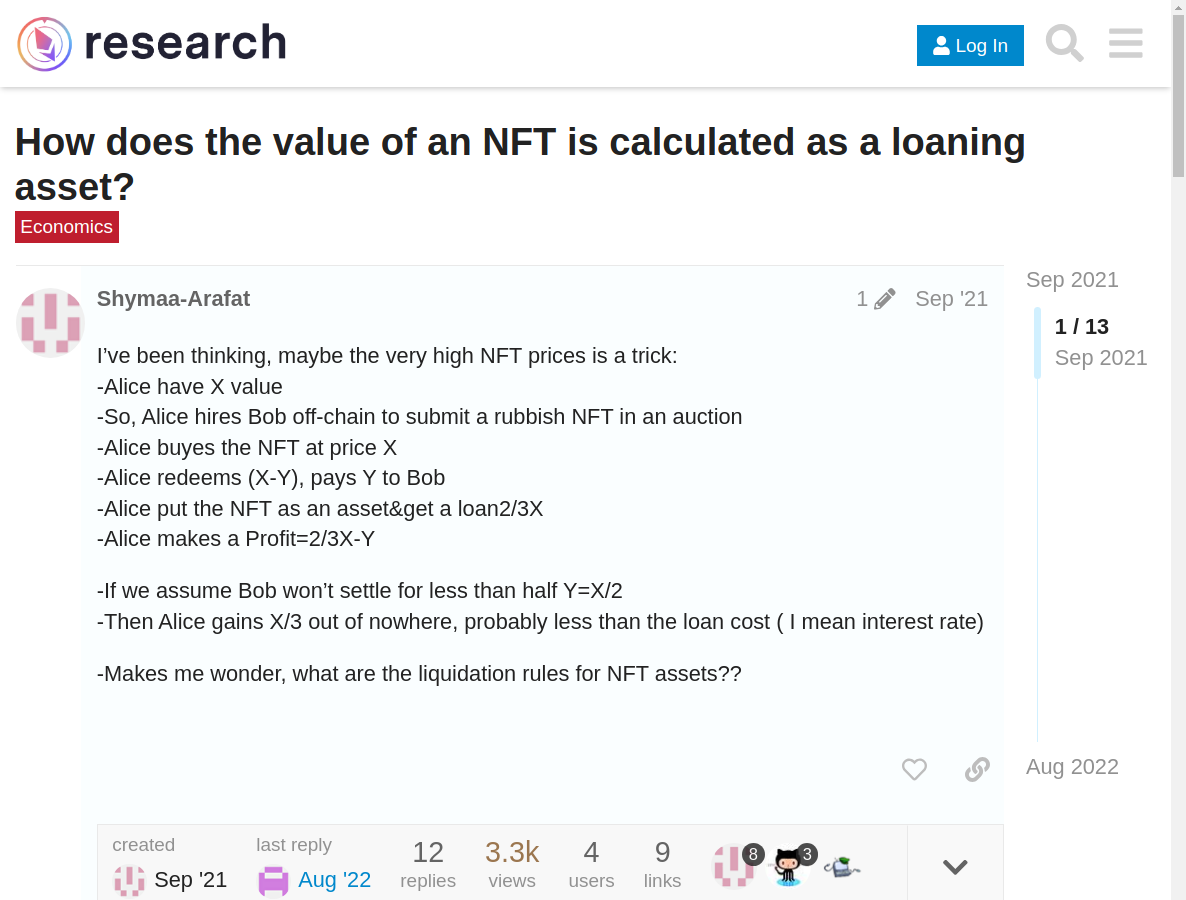 research
Log In
How does the value of an NFT is calculated as a loaning
asset?
Economics
Shymaa-Arafat
1
Sep '21
I’ve been thinking, maybe the very high NFT prices is a trick:
-Alice have X value
-So, Alice hires Bob off-chain to submit a rubbish NFT in an auction
-Alice buyes the NFT at price X
-Alice redeems (X-Y), pays Y to Bob
-Alice put the NFT as an asset&get a loan2/3X
-Alice makes a Profit=2/3X-Y
-If we assume Bob won’t settle for less than half Y=X/2
-Then Alice gains X/3 out of nowhere, probably less than the loan cost ( I mean interest rate)
-Makes me wonder, what are the liquidation rules for NFT assets??
Sep 2021
1 / 13
Sep 2021
Aug 2022
created
Sep '21
last reply
Aug '22
12
replies
3.3k
views
4
users
9
links
8
3